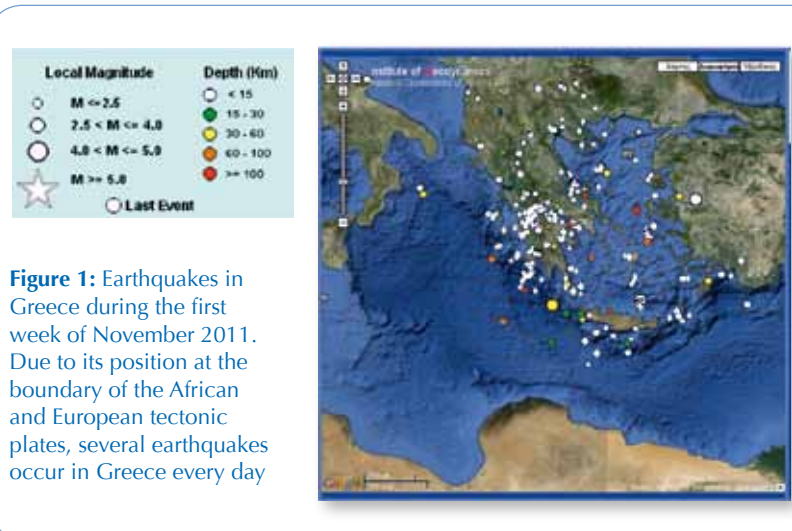 Local Magnitude
M <=2.5
2.5 < M <= 4.0
4.0 < M <= 5.0
M >= 5.0
Last Event
Depth (Km)
< 15
15 - 30
30 - 60
60 - 100
>= 100
Institute of Geodynamics
Figure 1: Earthquakes in
Greece during the first
week of November 2011.
Due to its position at the
boundary of the African
and European tectonic
plates, several earthquakes
occur in Greece every day